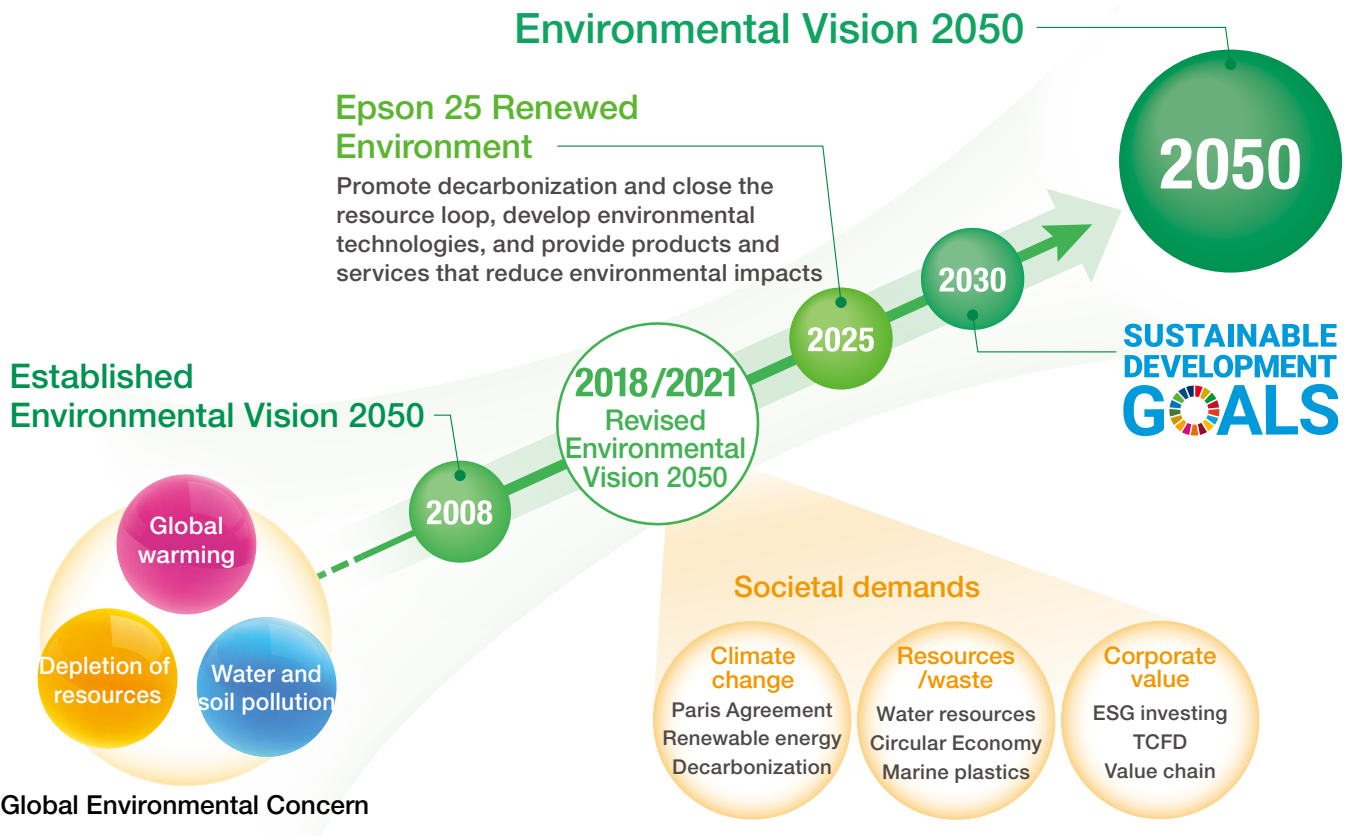 Environmental Vision 2050
2050
Epson 25 Renewed
Environment
Promote decarbonization and close the
resource loop, develop environmental
technologies, and provide products and
services that reduce environmental impacts
2030
2025
SUSTAINABLE
DEVELOPMENT
GOALS
2018/2021
Revised
Environmental
Vision 2050
Established
Environmental Vision 2050
2008
Global
warming
Depletion of
resources
Water and
soil pollution
Global Environmental Concern
Societal demands
Climate
change
Paris Agreement
Renewable energy
Decarbonization
Resources
/waste
Water resources
Circular Economy
Marine plastics
Corporate
value
ESG investing
TCFD
Value chain